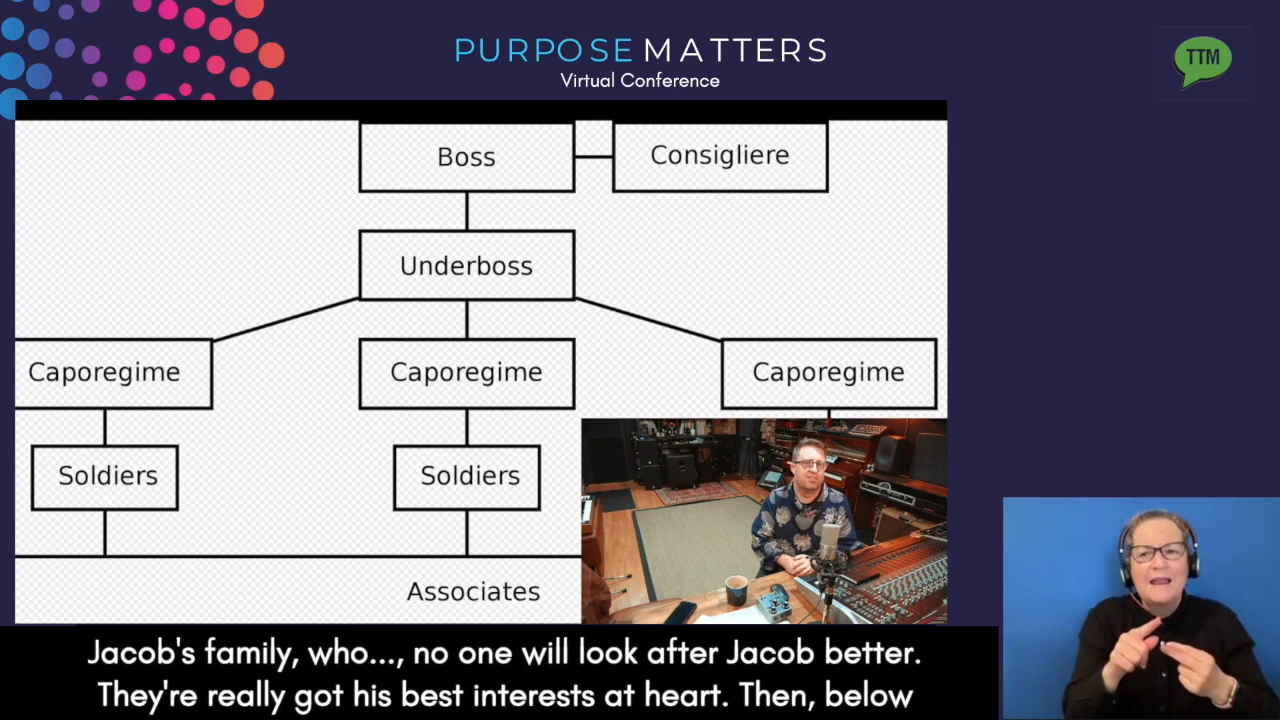 PURPOSE MATTERS
Virtual Conference
TTM
Boss
Consigliere
Underboss
Caporegime
Caporegime
Caporegime
Soldiers
Soldiers
Associates
Jacob's family, who..., no one will look after Jacob better.
They're really got his best interests at heart. Then, below